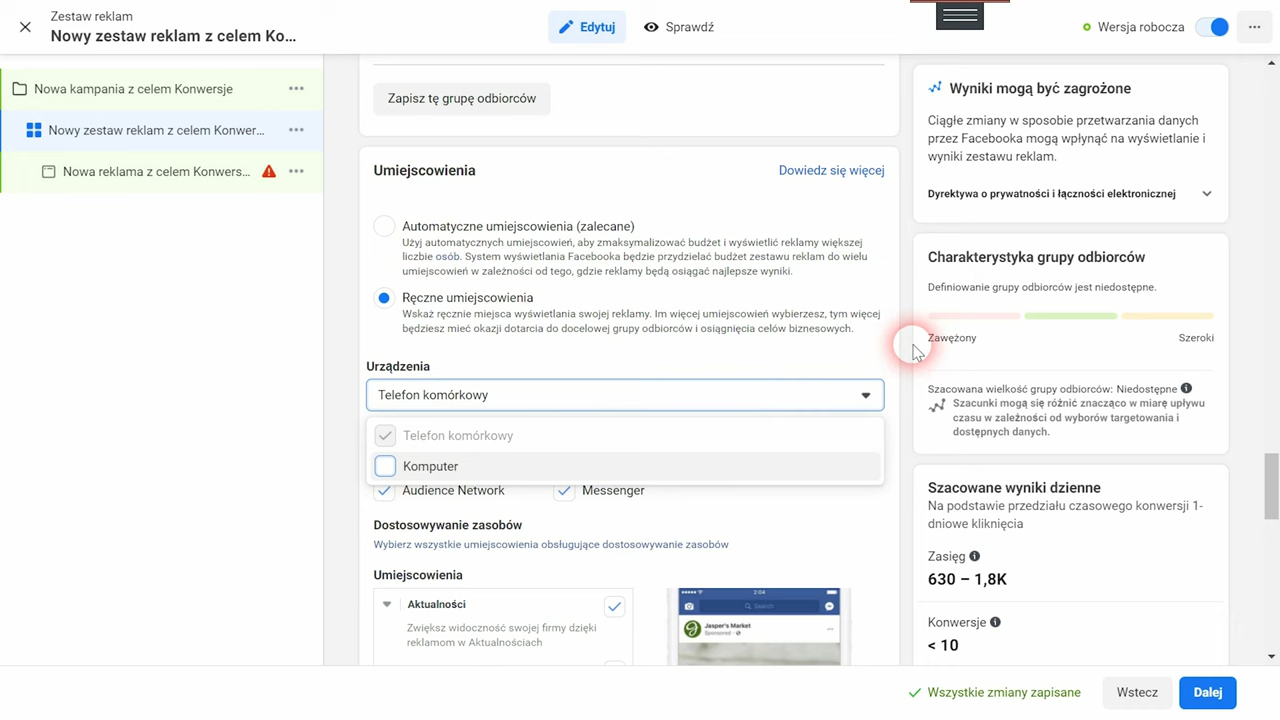 Zestaw reklam
Nowy zestaw reklam z celem Ko...
Edytuj
Sprawdź
Wersja robocza
Nowa kampania z celem Konwersje
Nowy zestaw reklam z celem Konwer...
Nowa reklama z celem Konwers...
Zapisz tę grupę odbiorców
Umiejscowienia
Dowiedz się więcej
Automatyczne umiejscowienia (zalecane)
Użyj automatycznych umiejscowień, aby zmaksymalizować budżet i wyświetlić reklamy większej
liczbie osób. System wyświetlania Facebooka będzie przydzielać budżet zestawu reklam do wielu
umiejscowień w zależności od tego, gdzie reklamy będą osiągać najlepsze wyniki.
Ręczne umiejscowienia
Wskaż ręcznie miejsca wyświetlania swojej reklamy. Im więcej umiejscowień wybierzesz, tym więcej
będziesz mieć okazji dotarcia do docelowej grupy odbiorców i osiągnięcia celów biznesowych.
Urządzenia
Telefon komórkowy
Telefon komórkowy
Komputer
Audience Network
Messenger
Dostosowywanie zasobów
Wybierz wszystkie umiejscowienia obsługujące dostosowywanie zasobów
Umiejscowienia
Aktualności
Zwiększ widoczność swojej firmy dzięki
reklamom w Aktualnościach
2:04
Search
Jasper's Market
Sponsored
Wyniki mogą być zagrożone
Ciągłe zmiany w sposobie przetwarzania danych
przez Facebooka mogą wpłynąć na wyświetlanie i
wyniki zestawu reklam.
Dyrektywa o prywatności i łączności elektronicznej
Charakterystyka grupy odbiorców
Definiowanie grupy odbiorców jest niedostępne.
Zawężony
Szeroki
Szacowana wielkość grupy odbiorców: Niedostępne
Szacunki mogą się różnić znacząco w miarę upływu
czasu w zależności od wyborów targetowania i
dostępnych danych.
Szacowane wyniki dzienne
Na podstawie przedziału czasowego konwersji 1-
dniowe kliknięcia
Zasięg
630 – 1,8K
Konwersje
< 10
Wszystkie zmiany zapisane
Wstecz
Dalej